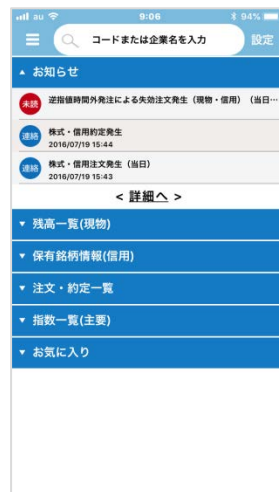 au 9:06 94%
コードまたは企業名を入力 設定
▲ お知らせ
未読 逆指値時間外発注による失効注文発生（現物・信用）（当日…
連絡 株式・信用約定発生
2016/07/19 15:44
連絡 株式・信用注文発生（当日）
2016/07/19 15:43
< 詳細へ >
▼ 残高一覧(現物)
▼ 保有銘柄情報(信用)
▼ 注文・約定一覧
▼ 指数一覧(主要)
▼ お気に入り